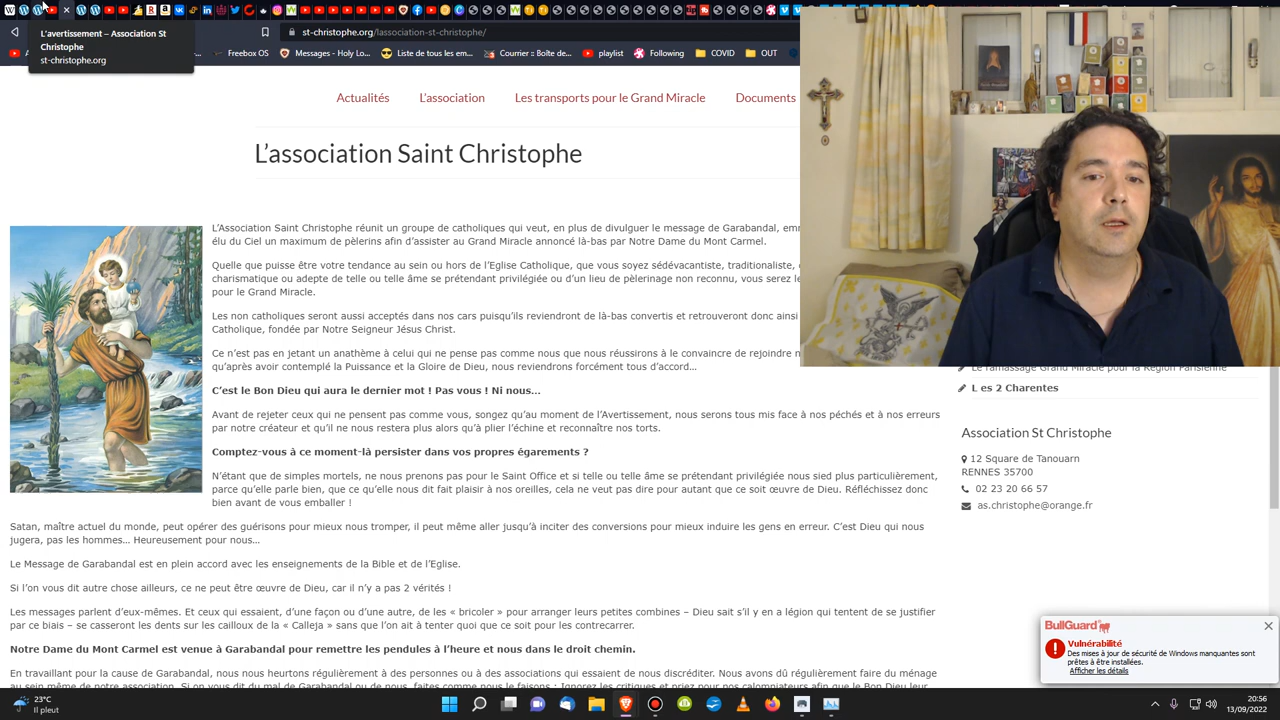 L'avertissement – Association St
Christophe
st-christophe.org
st-christophe.org/lassociation-st-christophe/
Freebox OS
Messages - Holy Lo...
Tous les emails - E...
Courrier :: Boîte de...
playlist
Following
COVID
OUT
Actualités
L'association
Les transports pour le Grand Miracle
Documents
L'association Saint Christophe
L'Association Saint Christophe réunit un groupe de catholiques qui veut, en plus de divulguer le message de Garabandal,
élu du Ciel un maximum de pèlerins afin d'assister au Grand Miracle annoncé là-bas par Notre Dame du Mont Carmel.
Quelle que puisse être votre tendance au sein ou hors de l'Eglise Catholique, que vous soyez sédévacantiste, traditionaliste,
charismatique ou adepte de telle ou telle âme se prétendant privilégiée ou d'un lieu de pèlerinage non reconnu, vous serez
pour le Grand Miracle.
Les non catholiques seront aussi acceptés dans nos cars puisqu'ils reviendront de là-bas convertis et retrouveront donc ainsi
Catholique, fondée par Notre Seigneur Jésus Christ.
Ce n'est pas en jetant un anathème à celui qui ne pense pas comme nous que nous réussirons à le convaincre de rejoindre
qu'après avoir contemplé la Puissance et la Gloire de Dieu, nous reviendrons forcément tous d'accord...
C'est le Bon Dieu qui aura le dernier mot ! Pas vous ! Ni nous...
Avant de rejeter ceux qui ne pensent pas comme vous, songez qu'au moment de l'Avertissement, nous serons tous mis face à nos péchés et à nos erreurs
par notre créateur et qu'il ne nous restera plus alors qu'à plier l'échine et reconnaître nos torts.
Comptez-vous à ce moment-là persister dans vos propres égarements ?
N'étant que de simples mortels, ne nous prenons pas pour le Saint Office et si telle ou telle âme se prétendant privilégiée nous sied plus particulièrement,
parce qu'elle parle bien, que ce qu'elle nous dit fait plaisir à nos oreilles, cela ne veut pas dire pour autant que ce soit œuvre de Dieu. Réfléchissez donc
bien avant de vous emballer !
Satan, maître actuel du monde, peut opérer des guérisons pour mieux nous tromper, il peut même aller jusqu'à inciter des conversions pour mieux induire les gens en erreur. C'est Dieu qui nous
jugera, pas les hommes... Heureusement pour nous...
Le Message de Garabandal est en plein accord avec les enseignements de la Bible et de l'Eglise.
Si l'on vous dit autre chose ailleurs, ce ne peut être œuvre de Dieu, car il n'y a pas 2 vérités !
Les messages parlent d'eux-mêmes. Et ceux qui essaient, d'une façon ou d'une autre, de les « bricoler » pour arranger leurs petites combines – Dieu sait s'il y en a légion qui tentent de se justifier
par ce biais – se casseront les dents sur les cailloux de la « Calleja » sans que l'on ait à tenter quoi que ce soit pour les contrecarrer.
Notre Dame du Mont Carmel est venue à Garabandal pour remettre les pendules à l'heure et nous dans le droit chemin.
En travaillant pour la cause de Garabandal, nous nous heurtons régulièrement à des personnes ou à des associations qui essaient de nous discréditer. Nous avons dû régulièrement faire du ménage
au sein même de notre association. Si on vous dit du mal de Garabandal ou de nous, faites comme nous le faisons : Ignorez les critiques et priez pour nos calomniateurs afin que le Bon Dieu leur
Le ramassage Grand Miracle pour la Région Parisienne
L es 2 Charentes
Association St Christophe
12 Square de Tanouarn
RENNES 35700
02 23 20 66 57
as.christophe@orange.fr
BullGuard
Vulnérabilité
Des mises à jour de sécurité de Windows manquantes sont
prêtes à être installées.
Afficher les détails
23°C
Il pleut
20:56
13/09/2022